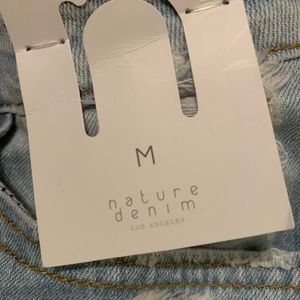 M
nature
denim.
LOS ANGELES